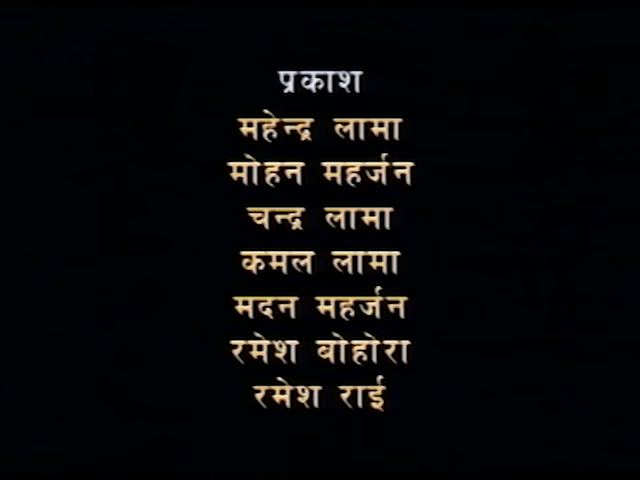 प्रकाश
महेन्द्र लामा
मोहन महर्जन
चन्द्र लामा
कमल लामा
मदन महर्जन
रमेश बोहोरा
रमेश राई